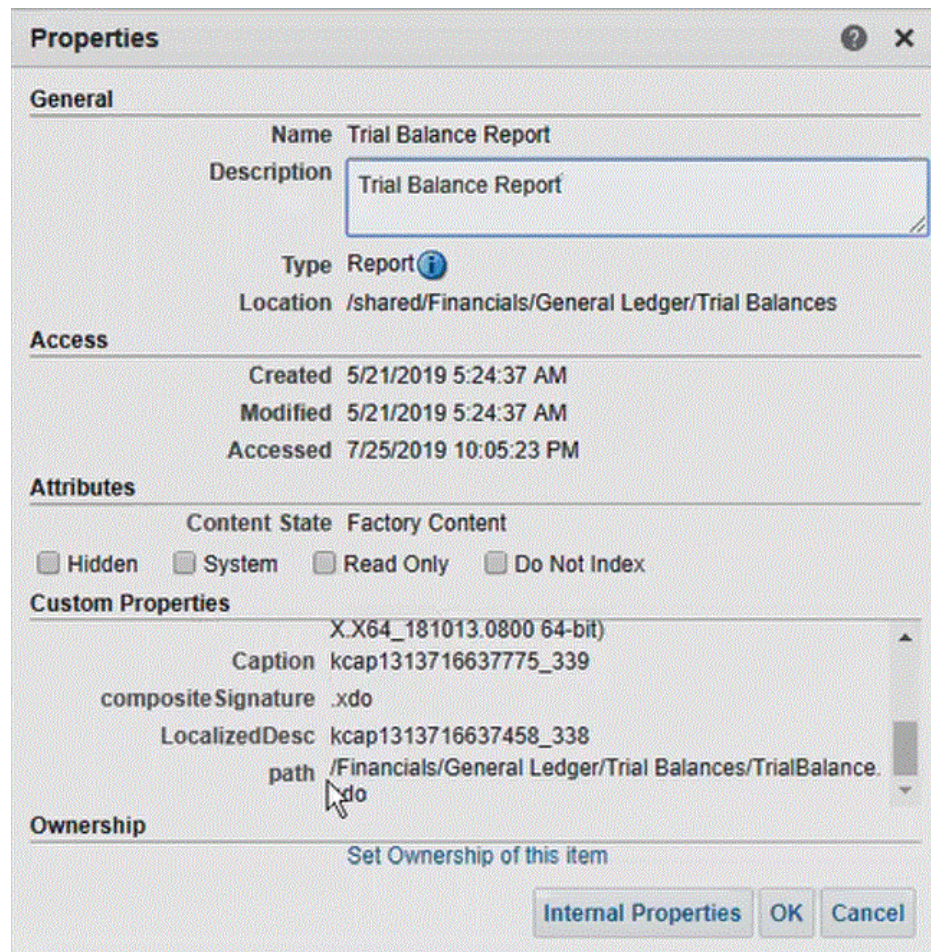 Properties
General
Name Trial Balance Report
Description Trial Balance Report
Type Report
Location /shared/Financials/General Ledger/Trial Balances
Access
Created 5/21/2019 5:24:37 AM
Modified 5/21/2019 5:24:37 AM
Accessed 7/25/2019 10:05:23 PM
Attributes
Content State Factory Content
Hidden System Read Only Do Not Index
Custom Properties
X.X64_181013.0800 64-bit)
Caption kcap1313716637775_339
compositeSignature .xdo
LocalizedDesc kcap1313716637458_338
path /Financials/General Ledger/Trial Balances/TrialBalance.
do
Ownership
Set Ownership of this item
Internal Properties OK Cancel